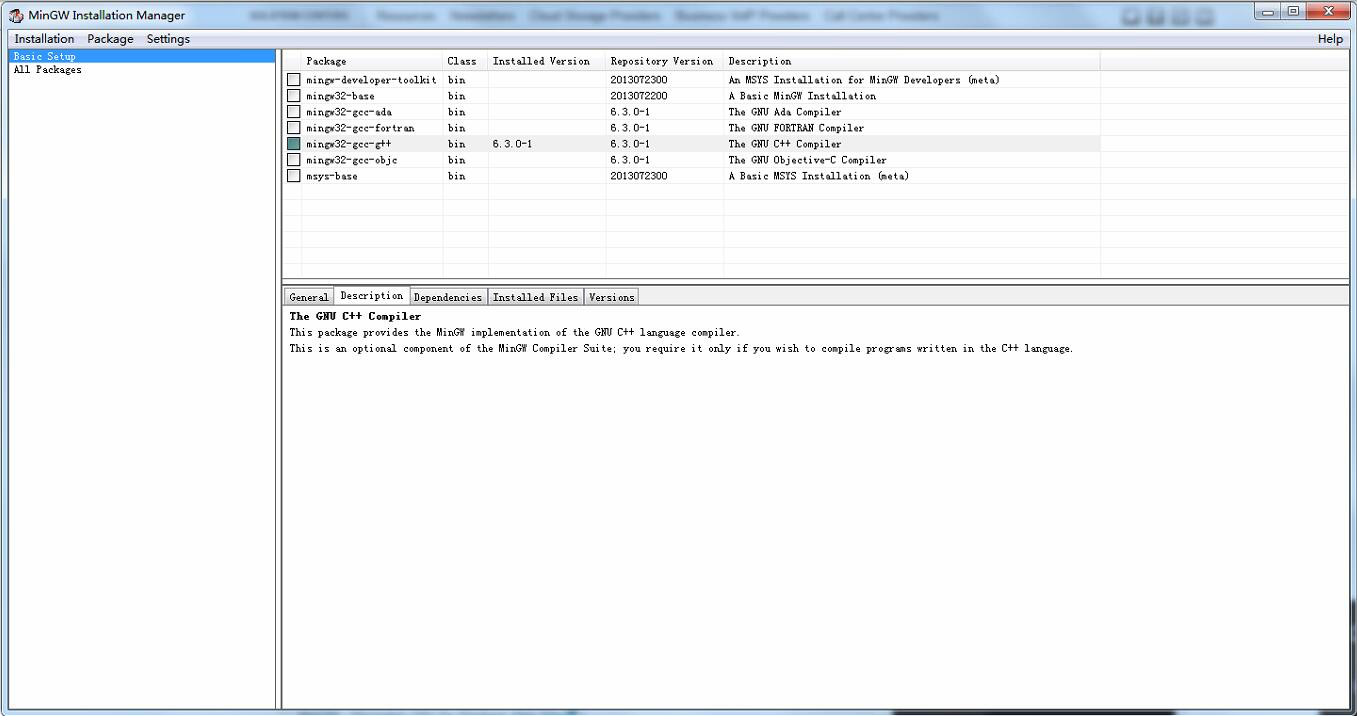 MinGW Installation Manager
Installation Package Settings Help
Basic Setup
All Packages
Package Class Installed Version Repository Version Description
mingw-developer-toolkit bin 2013072300 An MSYS Installation for MinGW Developers (meta)
mingw32-base bin 2013072200 A Basic MinGW Installation
mingw32-gcc-ada bin 6.3.0-1 The GNU Ada Compiler
mingw32-gcc-fortran bin 6.3.0-1 The GNU FORTRAN Compiler
mingw32-gcc-g++ bin 6.3.0-1 6.3.0-1 The GNU C++ Compiler
mingw32-gcc-objc bin 6.3.0-1 The GNU Objective-C Compiler
msys-base bin 2013072300 A Basic MSYS Installation (meta)
General Description Dependencies Installed Files Versions
The GNU C++ Compiler
This package provides the MinGW implementation of the GNU C++ language compiler.
This is an optional component of the MinGW Compiler Suite; you require it only if you wish to compile programs written in the C++ language.